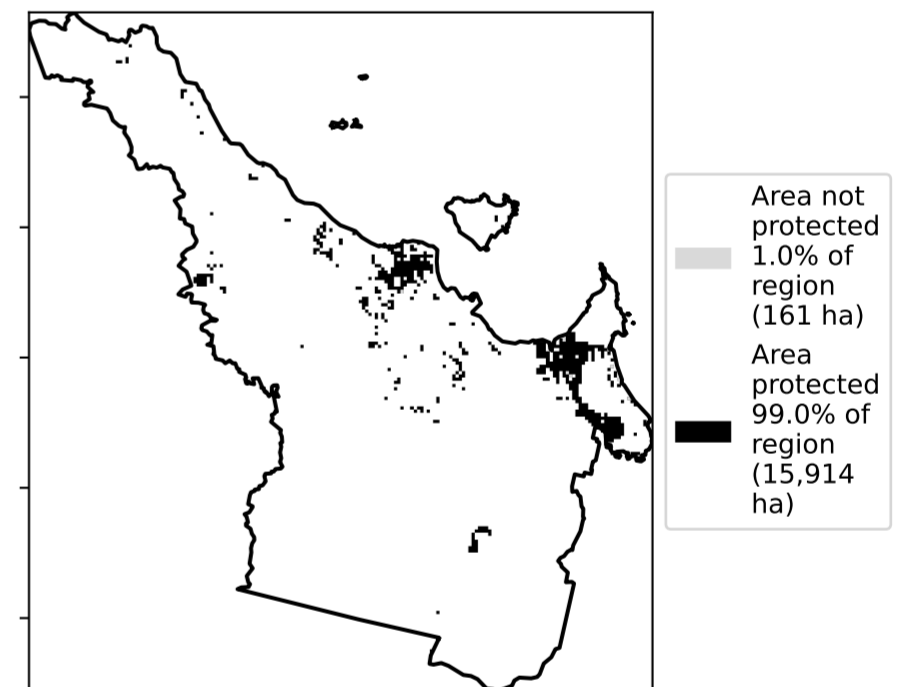 Area not
protected
1.0% of
region
(161 ha)
Area
protected
99.0% of
region
(15,914
ha)